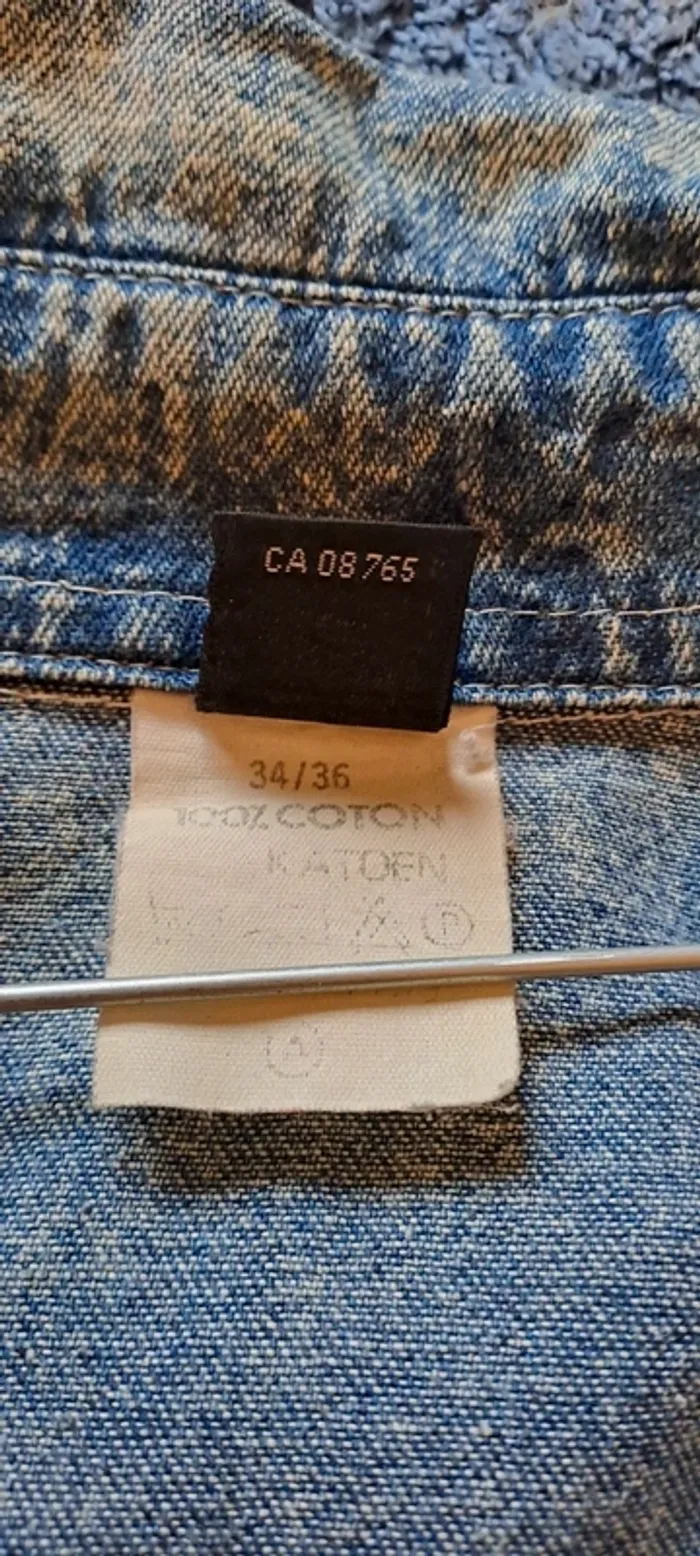 CA 08765
34/36
100% COTON
KATOEN
P
P